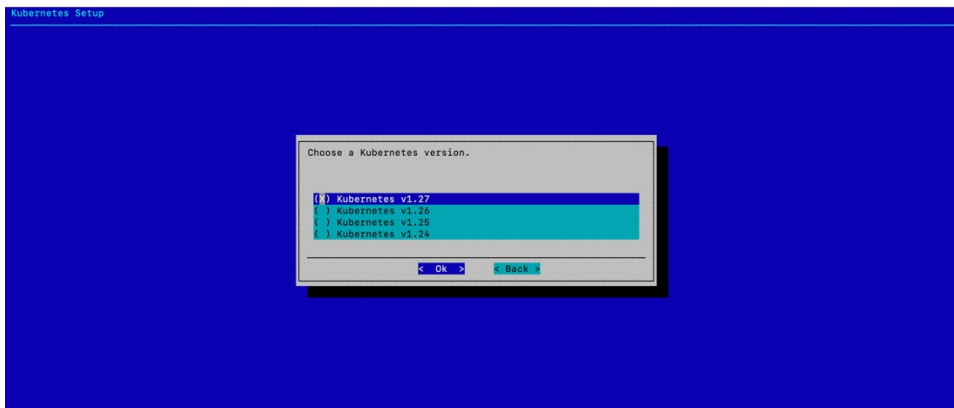 Kubernetes Setup
Choose a Kubernetes version.
(X) Kubernetes v1.27
( ) Kubernetes v1.26
( ) Kubernetes v1.25
( ) Kubernetes v1.24
< Ok > < Back >